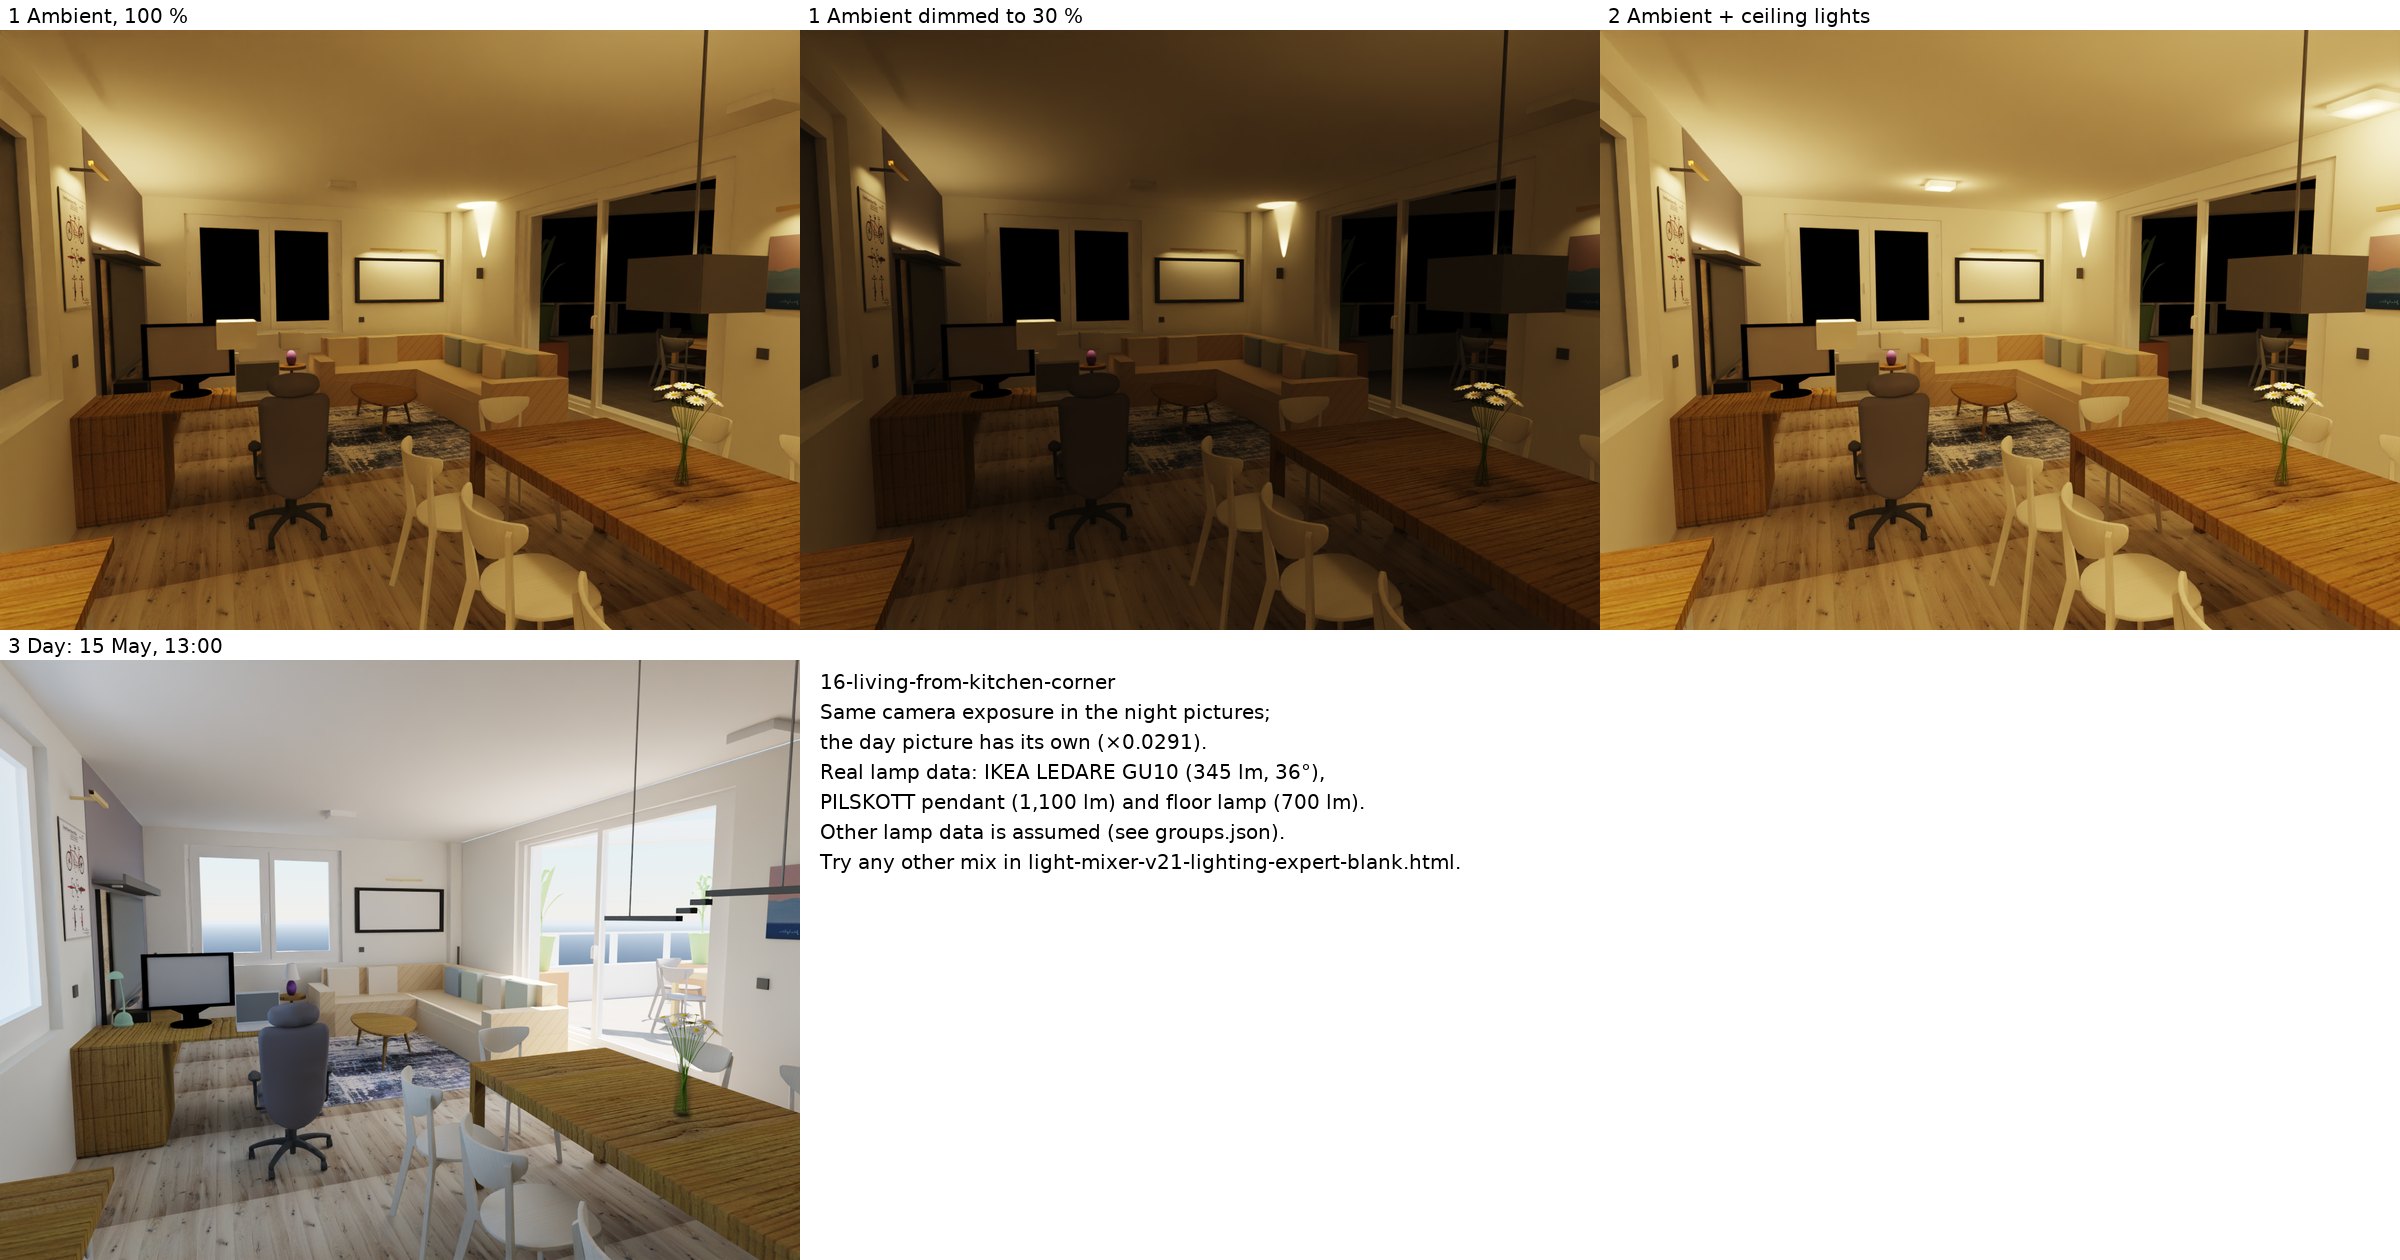 1 Ambient, 100 %
1 Ambient dimmed to 30 %
2 Ambient + ceiling lights
3 Day: 15 May, 13:00
16-living-from-kitchen-corner
Same camera exposure in the night pictures;
the day picture has its own (×0.0291).
Real lamp data: IKEA LEDARE GU10 (345 lm, 36°),
PILSKOTT pendant (1,100 lm) and floor lamp (700 lm).
Other lamp data is assumed (see groups.json).
Try any other mix in light-mixer-v21-lighting-expert-blank.html.